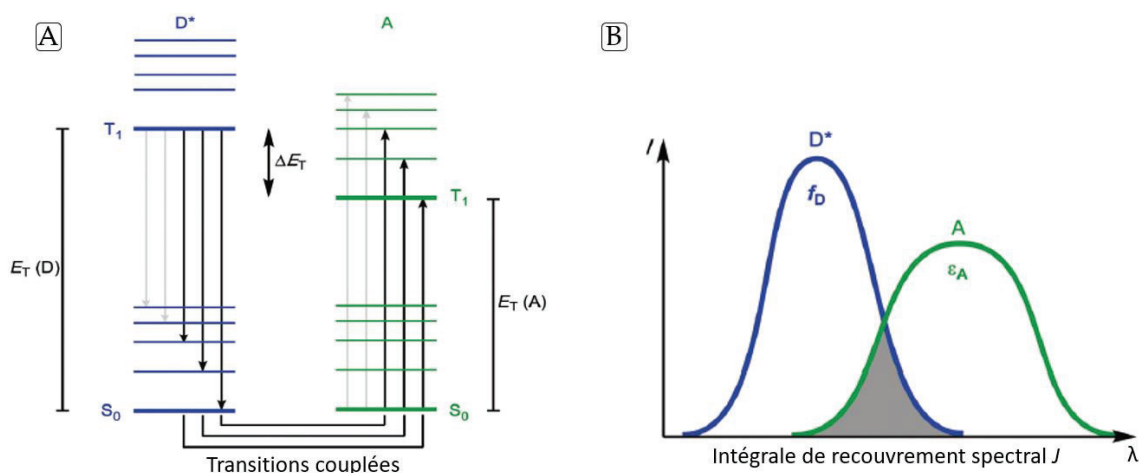 A
D*
A
T1
ΔET
T1
ET (D)
ET (A)
S0
S0
Transitions couplées
B
I
D*
fD
A
εA
λ
Intégrale de recouvrement spectral J